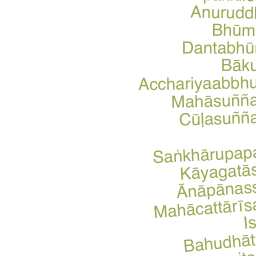 Anurudd
Bhūm
Dantabhū
Bāku
Acchariyaabbhu
Mahāsuñña
Cūḷasuñña
Saṅkhārupapa
Kāyagatās
Ānāpānass
Mahācattārīsa
Is
Bahudhāt